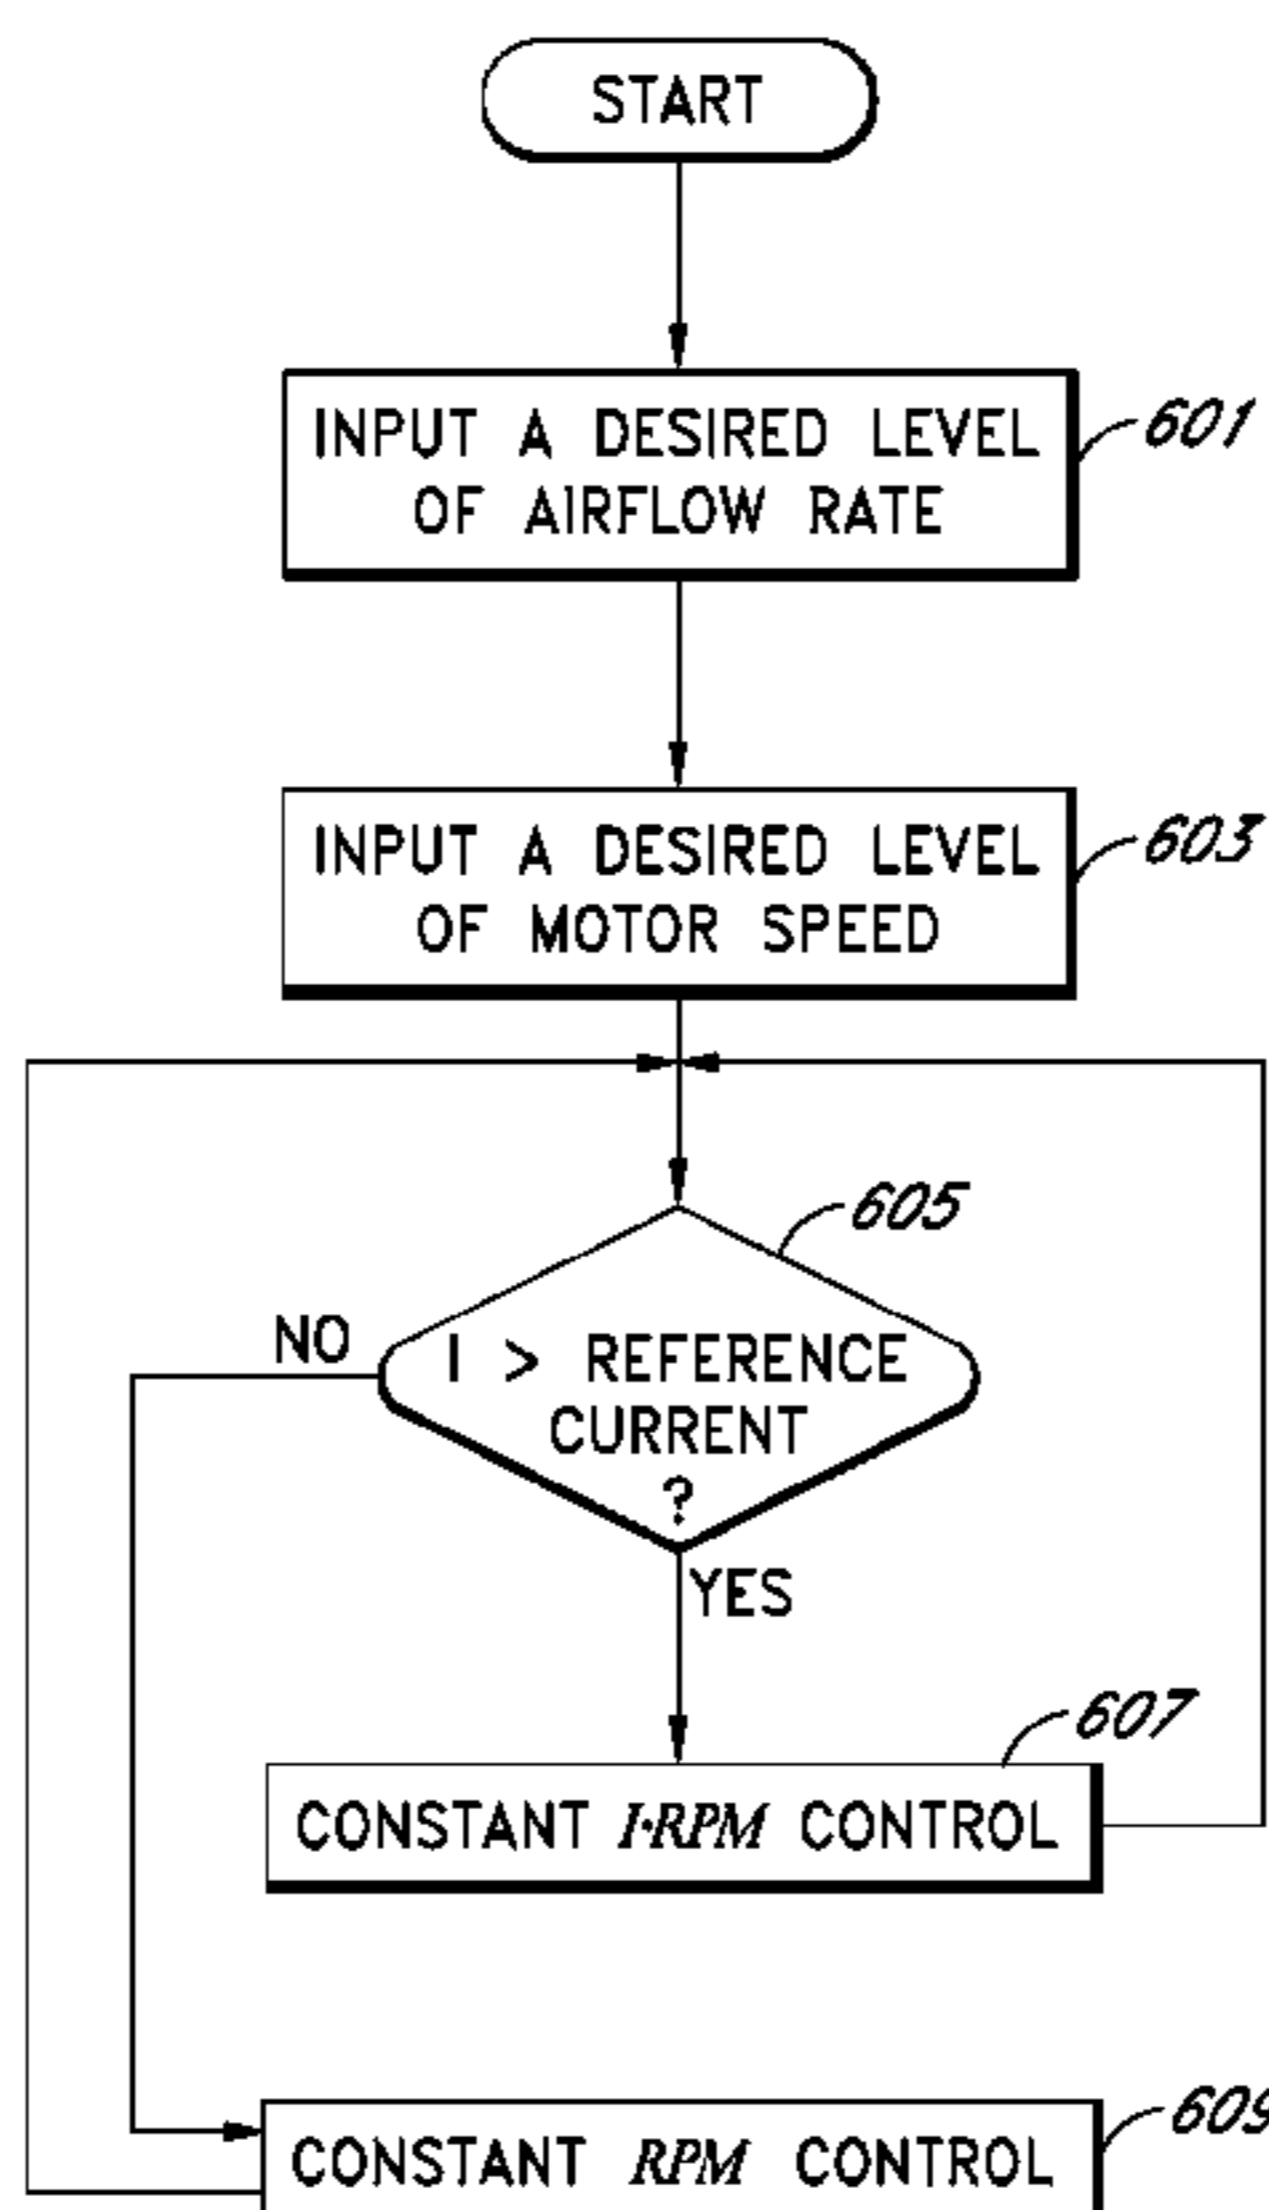 START
INPUT A DESIRED LEVEL
OF AIRFLOW RATE
601
INPUT A DESIRED LEVEL
OF MOTOR SPEED
603
605
NO
I > REFERENCE
CURRENT
?
YES
607
CONSTANT I·RPM CONTROL
609
CONSTANT RPM CONTROL